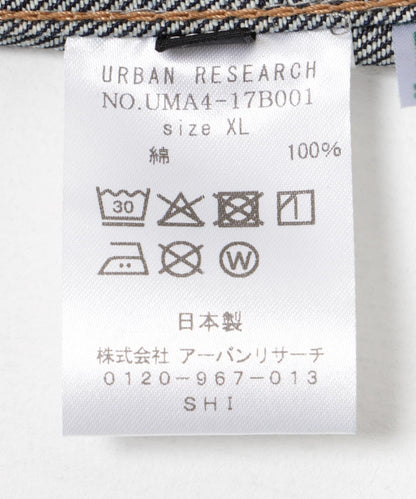 URBAN RESEARCH
NO.UMA4-17B001
size XL
綿 100%
30
W
日本製
株式会社 アーバンリサーチ
0120-967-013
SHI